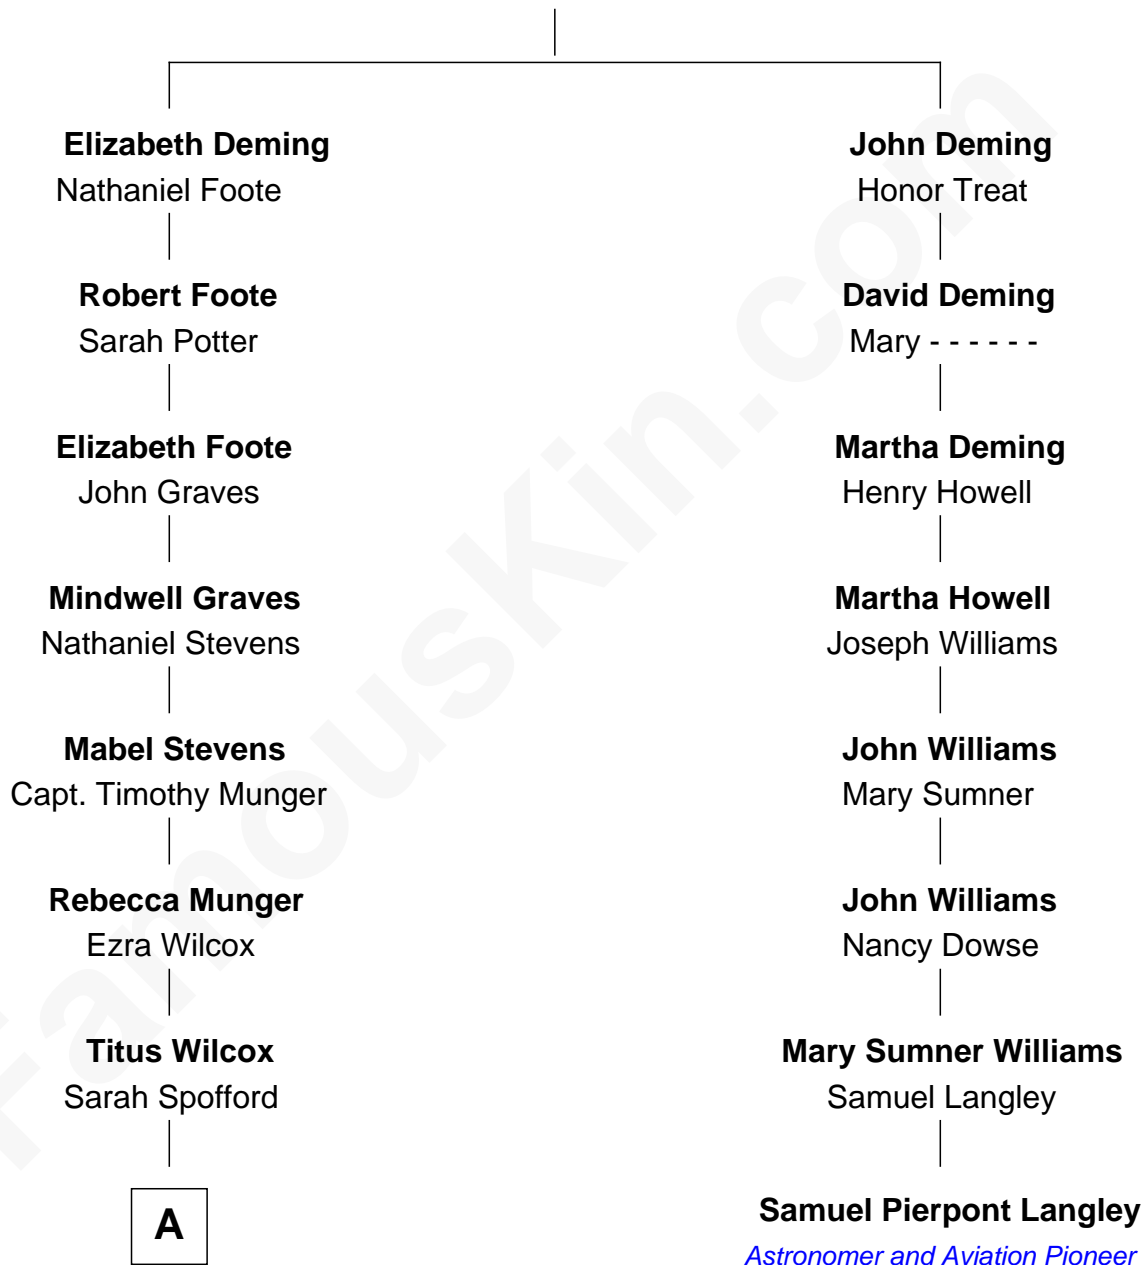 Elizabeth Deming
Nathaniel Foote
Robert Foote
Sarah Potter
Elizabeth Foote
John Graves
Mindwell Graves
Nathaniel Stevens
Mabel Stevens
Capt. Timothy Munger
Rebecca Munger
Ezra Wilcox
Titus Wilcox
Sarah Spofford
A
John Deming
Honor Treat
David Deming
Mary - - - - - -
Martha Deming
Henry Howell
Martha Howell
Joseph Williams
John Williams
Mary Sumner
John Williams
Nancy Dowse
Mary Sumner Williams
Samuel Langley
Samuel Pierpont Langley
Astronomer and Aviation Pioneer
FamousKin.com